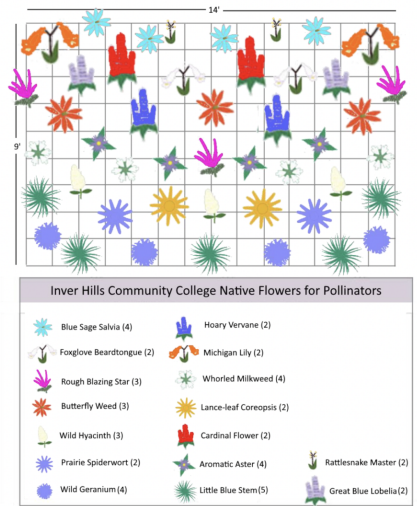 14'
9'
Inver Hills Community College Native Flowers for Pollinators
Blue Sage Salvia (4)
Hoary Vervane (2)
Foxglove Beardtongue (2)
Michigan Lily (2)
Rough Blazing Star (3)
Whorled Milkweed (4)
Butterfly Weed (3)
Lance-leaf Coreopsis (2)
Wild Hyacinth (3)
Cardinal Flower (2)
Prairie Spiderwort (2)
Aromatic Aster (4)
Rattlesnake Master (2)
Wild Geranium (4)
Little Blue Stem (5)
Great Blue Lobelia (2)